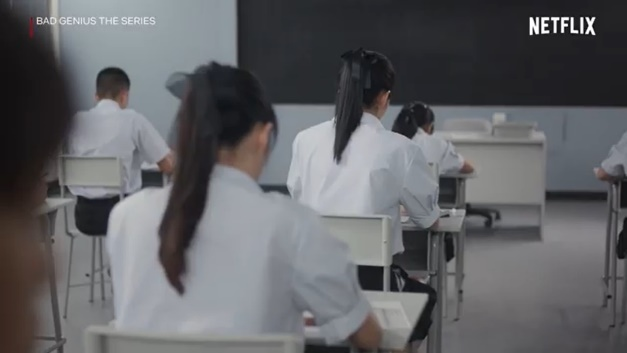 BAD GENIUS THE SERIES
NETFLIX